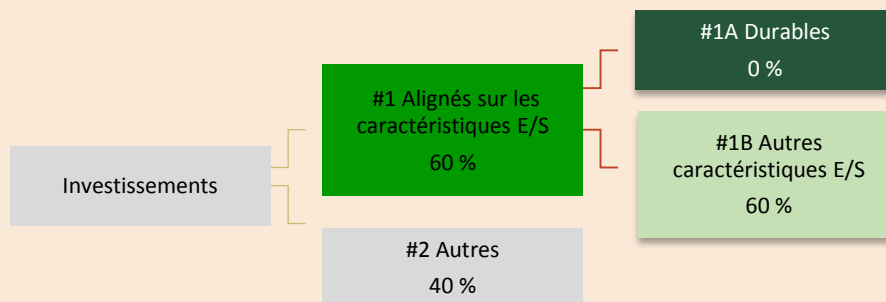 Investissements
#1 Alignés sur les
caractéristiques E/S
60 %
#2 Autres
40 %
#1A Durables
0 %
#1B Autres
caractéristiques E/S
60 %